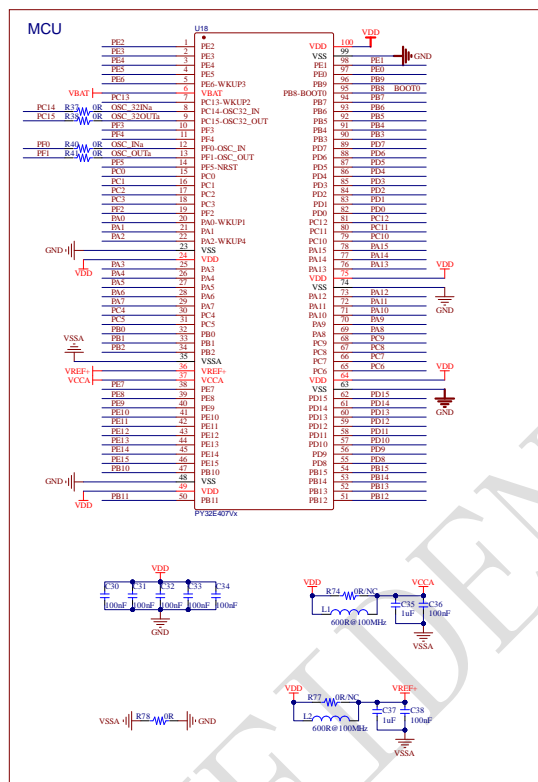 MCU
U18
PE2 1 PE2
PE3 2 PE3
PE4 3 PE4
PE5 4 PE5
PE6 5 PE6-WKUP3
VBAT 6 VBAT
PC13 7 PC13-WKUP2
PC14 R37 0R OSC_32INa 8 PC14-OSC32_IN
PC15 R38 0R OSC_32OUTa 9 PC15-OSC32_OUT
PF3 10 PF3
PF4 11 PF4
PF0 R40 0R OSC_INa 12 PF0-OSC_IN
PF1 R41 0R OSC_OUTa 13 PF1-OSC_OUT
PF5 14 PF5-NRST
PC0 15 PC0
PC1 16 PC1
PC2 17 PC2
PC3 18 PC3
PF2 19 PF2
PA0 20 PA0-WKUP1
PA1 21 PA1
PA2 22 PA2-WKUP4
GND 23 VSS
VDD 24 VDD
PA3 25 PA3
PA4 26 PA4
PA5 27 PA5
PA6 28 PA6
PA7 29 PA7
PC4 30 PC4
PC5 31 PC5
PB0 32 PB0
PB1 33 PB1
PB2 34 PB2
VSSA 35 VSSA
VREF+ 36 VREF+
VCCA 37 VCCA
PE7 38 PE7
PE8 39 PE8
PE9 40 PE9
PE10 41 PE10
PE11 42 PE11
PE12 43 PE12
PE13 44 PE13
PE14 45 PE14
PE15 46 PE15
PB10 47 PB10
GND 48 VSS
VDD 49 VDD
PB11 50 PB11
VDD 100 VDD
VSS 99 GND
PE1 98 PE1
PE0 97 PE0
PB9 96 PB9
PB8-BOOT0 95 PB8 BOOT0
PB7 94 PB7
PB6 93 PB6
PB5 92 PB5
PB4 91 PB4
PB3 90 PB3
PD7 89 PD7
PD6 88 PD6
PD5 87 PD5
PD4 86 PD4
PD3 85 PD3
PD2 84 PD2
PD1 83 PD1
PD0 82 PD0
PC12 81 PC12
PC11 80 PC11
PC10 79 PC10
PA15 78 PA15
PA14 77 PA14
PA13 76 PA13
VDD 75 VDD
VSS 74 GND
PA12 73 PA12
PA11 72 PA11
PA10 71 PA10
PA9 70 PA9
PA8 69 PA8
PC9 68 PC9
PC8 67 PC8
PC7 66 PC7
PC6 65 PC6
VDD 64 VDD
VSS 63 GND
PD15 62 PD15
PD14 61 PD14
PD13 60 PD13
PD12 59 PD12
PD11 58 PD11
PD10 57 PD10
PD9 56 PD9
PD8 55 PD8
PB15 54 PB15
PB14 53 PB14
PB13 52 PB13
PB12 51 PB12
PY32E407Vx
VDD
C30 C31 C32 C33 C34
100nF 100nF 100nF 100nF 100nF
GND
VDD R74 0R/NC VCCA
L1
600R@100MHz
C35 1uF
C36 100nF
VSSA
VSSA R78 0R GND
VDD R77 0R/NC VREF+
L2
600R@100MHz
C37 1uF
C38 100nF
VSSA